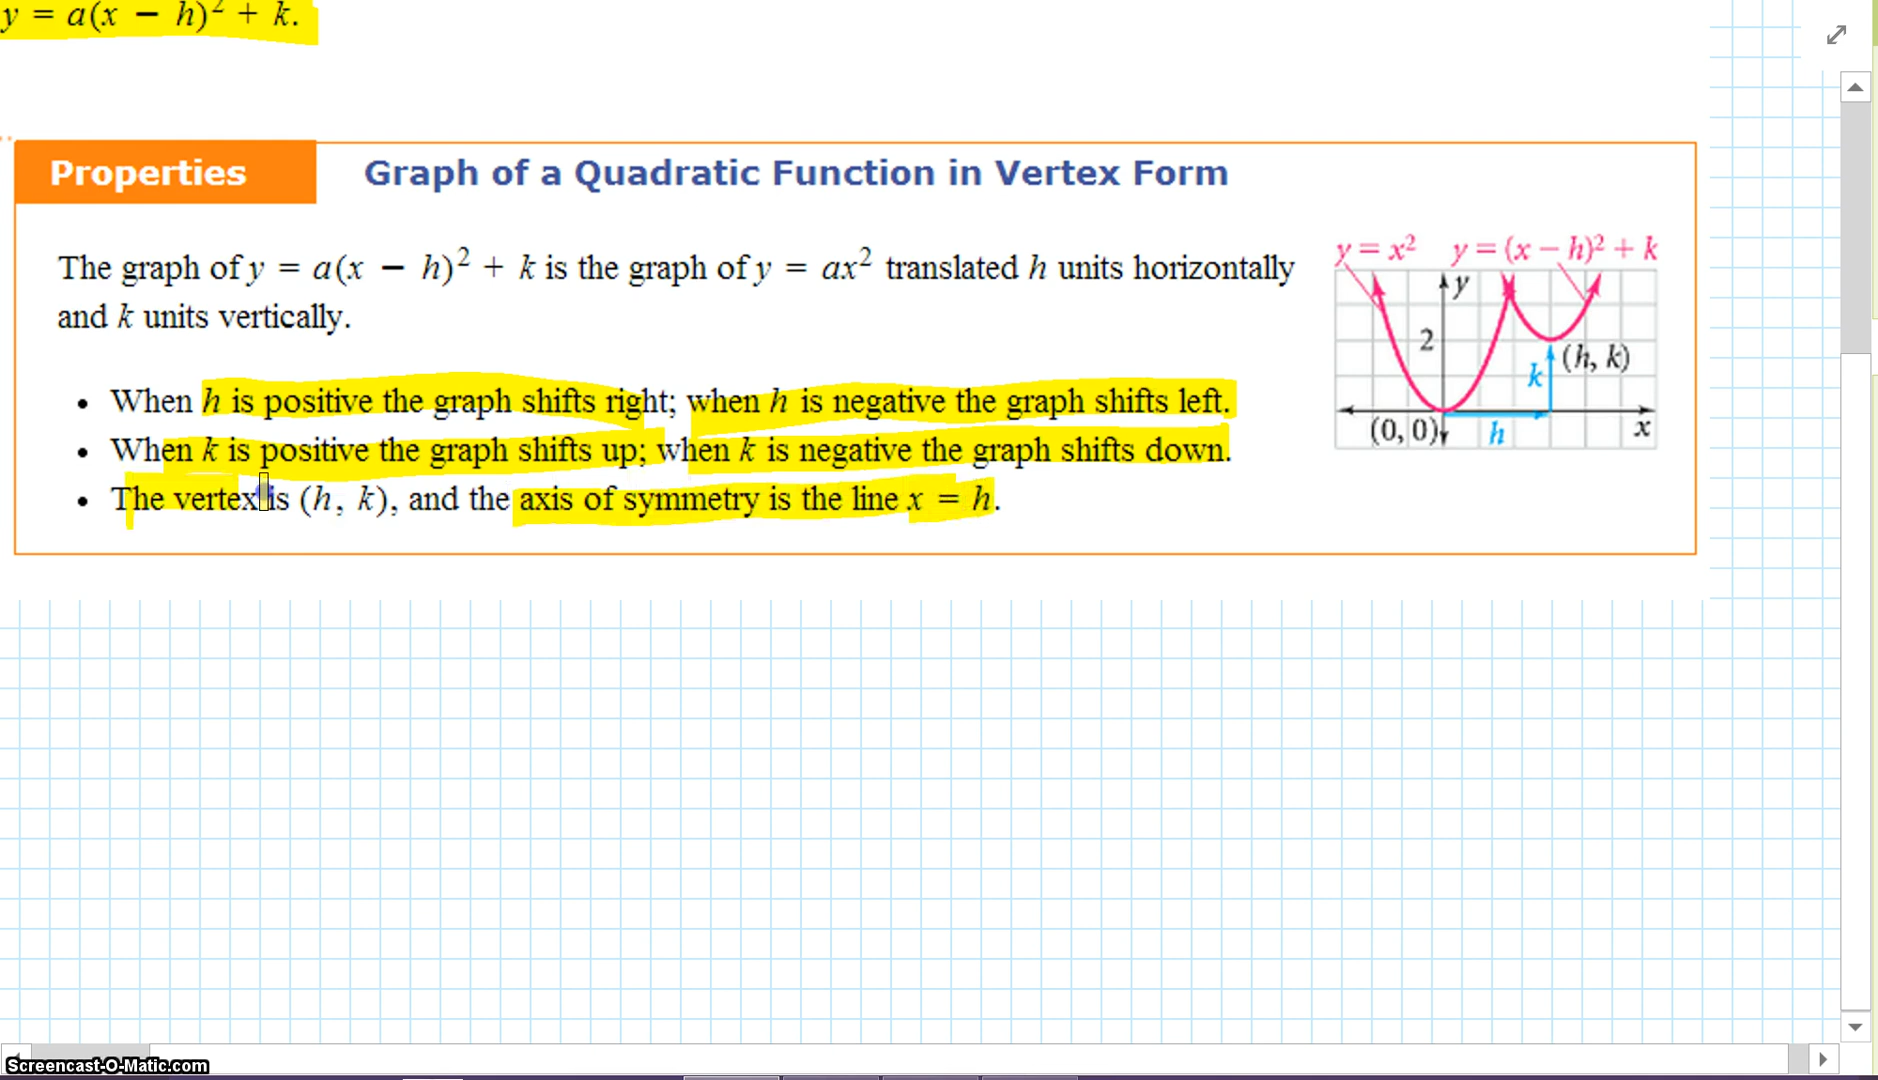 y = a(x − h)² + k.
Properties Graph of a Quadratic Function in Vertex Form
The graph of y = a(x − h)² + k is the graph of y = ax² translated h units horizontally
and k units vertically.
• When h is positive the graph shifts right; when h is negative the graph shifts left.
• When k is positive the graph shifts up; when k is negative the graph shifts down.
• The vertex is (h, k), and the axis of symmetry is the line x = h.
y = x² y = (x − h)² + k
y
2
(h, k)
k
(0, 0)
h
x
Screencast-O-Matic.com